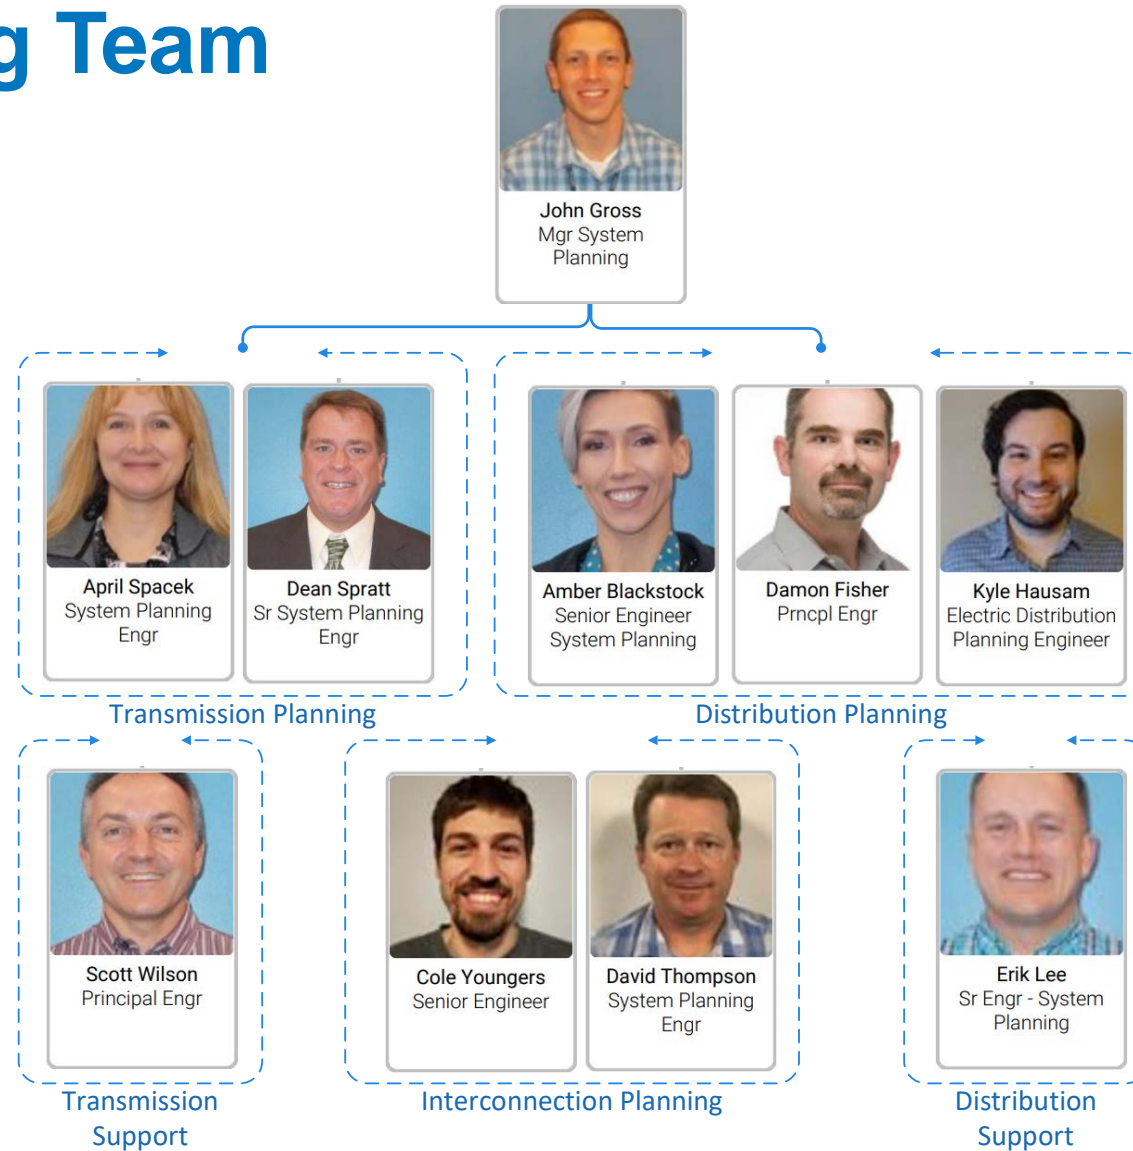 g Team
John Gross
Mgr System
Planning
April Spacek
System Planning
Engr
Dean Spratt
Sr System Planning
Engr
Amber Blackstock
Senior Engineer
System Planning
Damon Fisher
Prncpl Engr
Kyle Hausam
Electric Distribution
Planning Engineer
Transmission Planning
Distribution Planning
Scott Wilson
Principal Engr
Cole Youngers
Senior Engineer
David Thompson
System Planning
Engr
Erik Lee
Sr Engr - System
Planning
Transmission
Support
Interconnection Planning
Distribution
Support